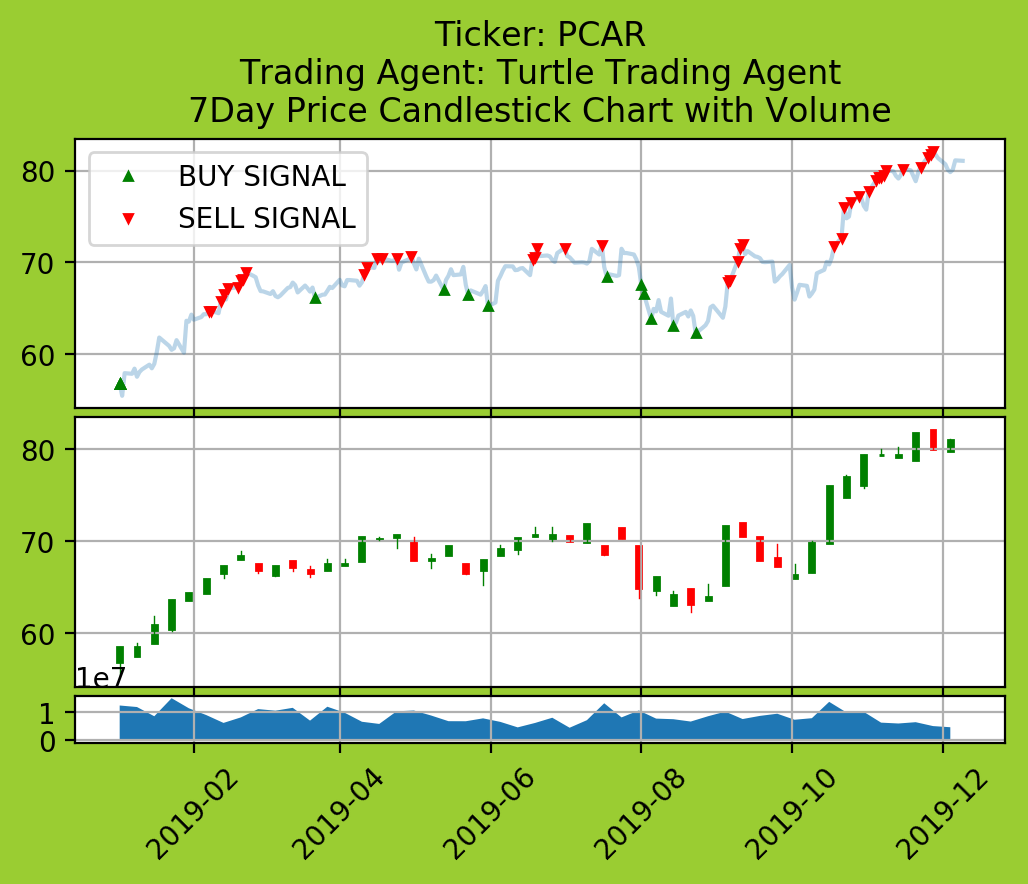 Ticker: PCAR
Trading Agent: Turtle Trading Agent
7Day Price Candlestick Chart with Volume
BUY SIGNAL
SELL SIGNAL
80
70
60
80
70
60
1e7
1
0
2019-02
2019-04
2019-06
2019-08
2019-10
2019-12